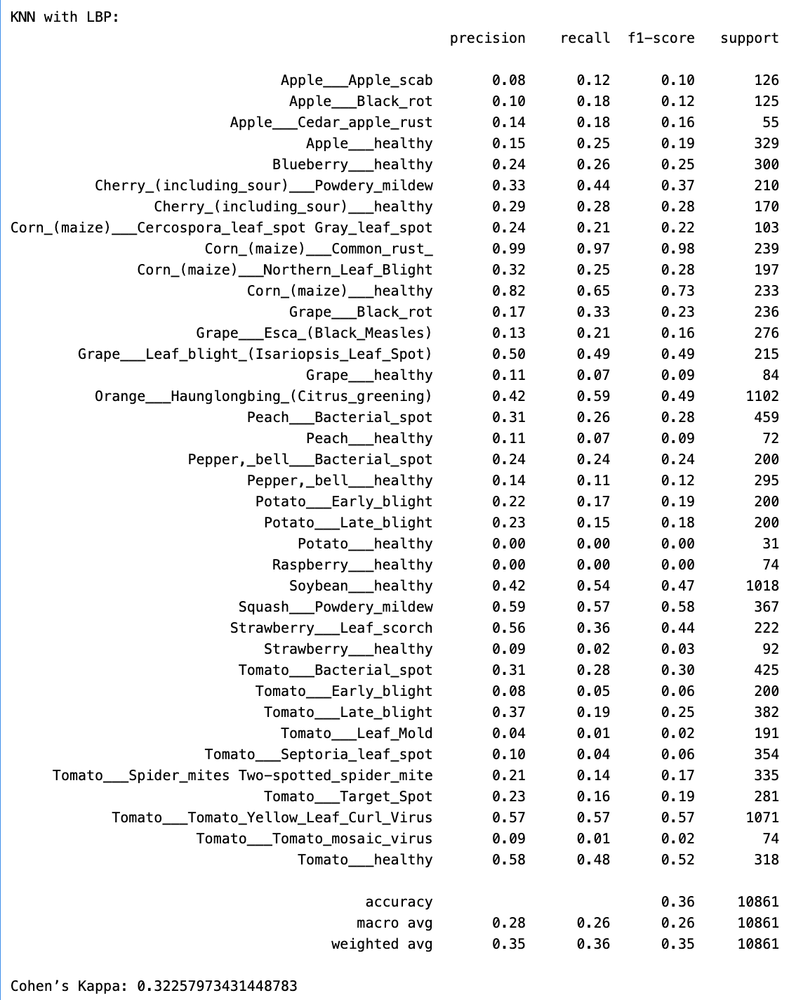 KNN with LBP:
precision recall f1-score support
Apple___Apple_scab 0.08 0.12 0.10 126
Apple___Black_rot 0.10 0.18 0.12 125
Apple___Cedar_apple_rust 0.14 0.18 0.16 55
Apple___healthy 0.15 0.25 0.19 329
Blueberry___healthy 0.24 0.26 0.25 300
Cherry_(including_sour)___Powdery_mildew 0.33 0.44 0.37 210
Cherry_(including_sour)___healthy 0.29 0.28 0.28 170
Corn_(maize)___Cercospora_leaf_spot Gray_leaf_spot 0.24 0.21 0.22 103
Corn_(maize)___Common_rust_ 0.99 0.97 0.98 239
Corn_(maize)___Northern_Leaf_Blight 0.32 0.25 0.28 197
Corn_(maize)___healthy 0.82 0.65 0.73 233
Grape___Black_rot 0.17 0.33 0.23 236
Grape___Esca_(Black_Measles) 0.13 0.21 0.16 276
Grape___Leaf_blight_(Isariopsis_Leaf_Spot) 0.50 0.49 0.49 215
Grape___healthy 0.11 0.07 0.09 84
Orange___Haunglongbing_(Citrus_greening) 0.42 0.59 0.49 1102
Peach___Bacterial_spot 0.31 0.26 0.28 459
Peach___healthy 0.11 0.07 0.09 72
Pepper,_bell___Bacterial_spot 0.24 0.24 0.24 200
Pepper,_bell___healthy 0.14 0.11 0.12 295
Potato___Early_blight 0.22 0.17 0.19 200
Potato___Late_blight 0.23 0.15 0.18 200
Potato___healthy 0.00 0.00 0.00 31
Raspberry___healthy 0.00 0.00 0.00 74
Soybean___healthy 0.42 0.54 0.47 1018
Squash___Powdery_mildew 0.59 0.57 0.58 367
Strawberry___Leaf_scorch 0.56 0.36 0.44 222
Strawberry___healthy 0.09 0.02 0.03 92
Tomato___Bacterial_spot 0.31 0.28 0.30 425
Tomato___Early_blight 0.08 0.05 0.06 200
Tomato___Late_blight 0.37 0.19 0.25 382
Tomato___Leaf_Mold 0.04 0.01 0.02 191
Tomato___Septoria_leaf_spot 0.10 0.04 0.06 354
Tomato___Spider_mites Two-spotted_spider_mite 0.21 0.14 0.17 335
Tomato___Target_Spot 0.23 0.16 0.19 281
Tomato___Tomato_Yellow_Leaf_Curl_Virus 0.57 0.57 0.57 1071
Tomato___Tomato_mosaic_virus 0.09 0.01 0.02 74
Tomato___healthy 0.58 0.48 0.52 318
accuracy 0.36 10861
macro avg 0.28 0.26 0.26 10861
weighted avg 0.35 0.36 0.35 10861
Cohen’s Kappa: 0.32257973431448783